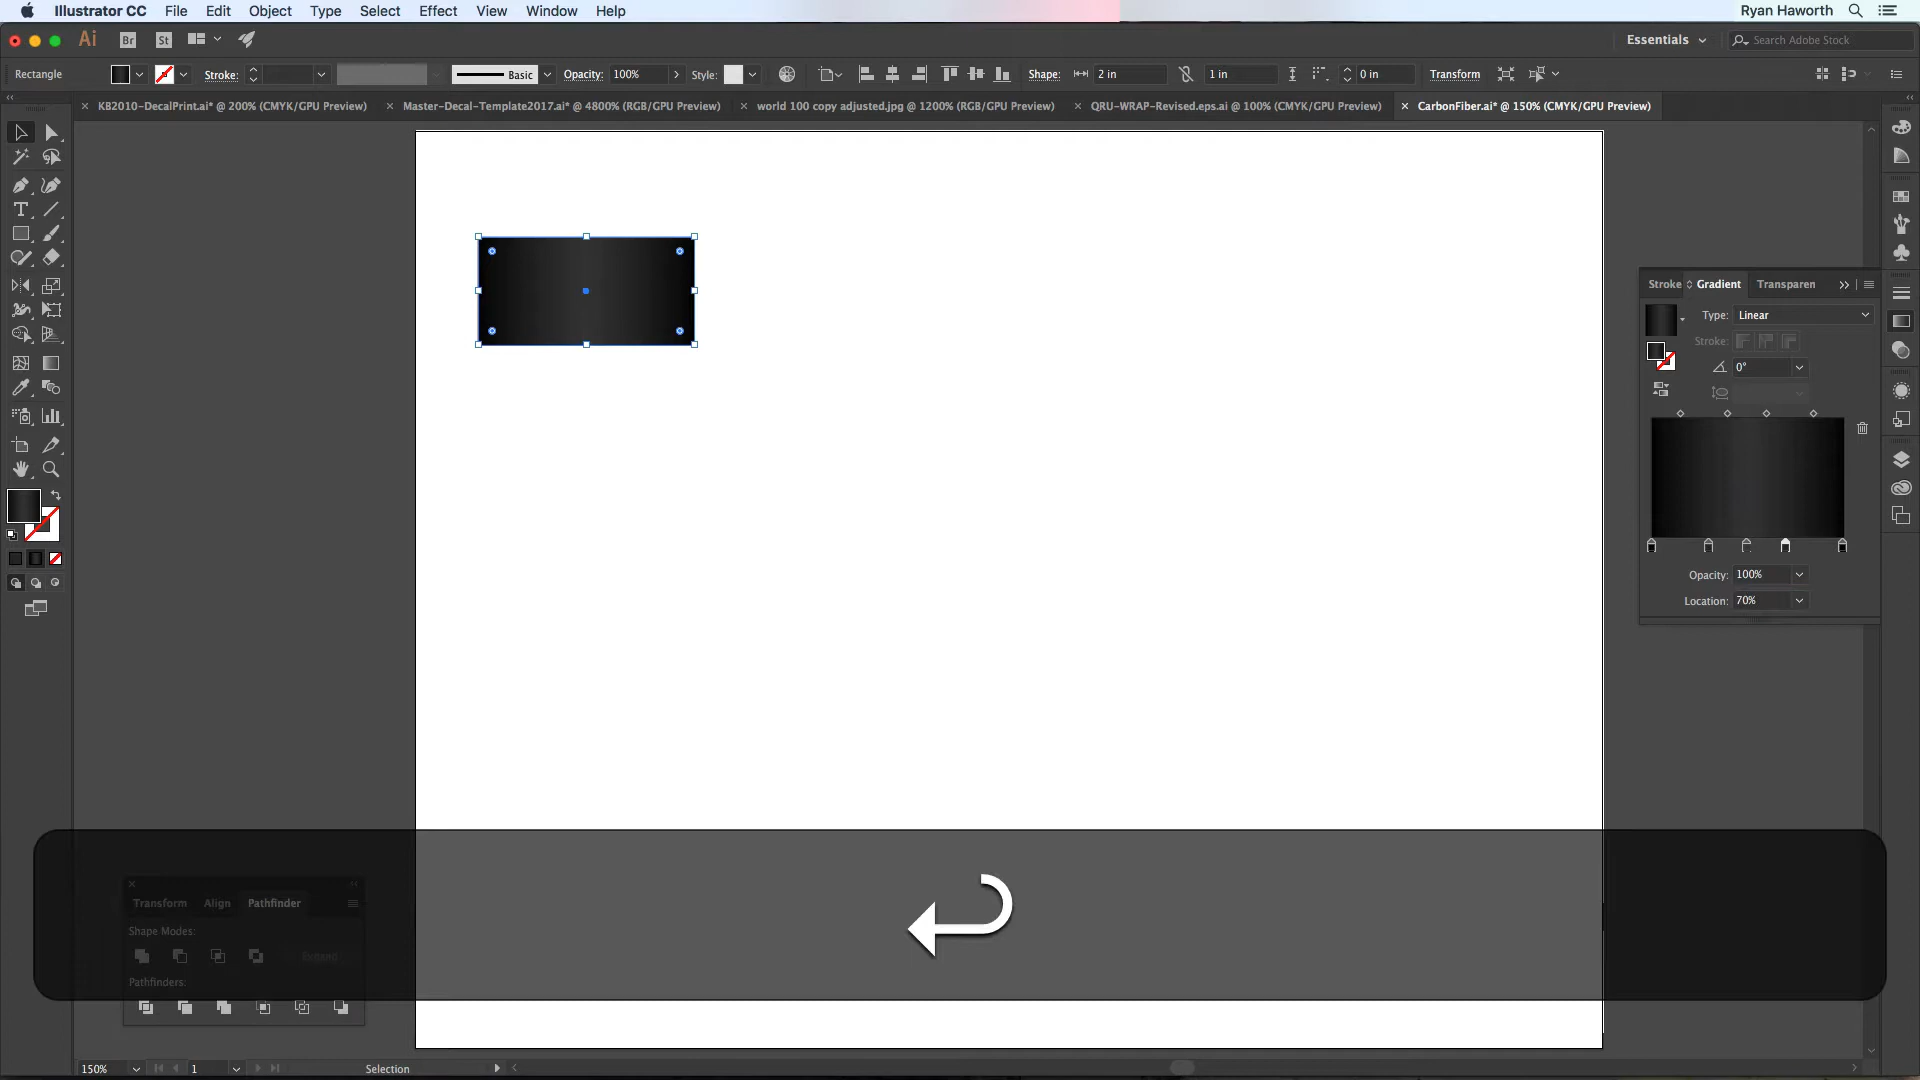 Illustrator CC File Edit Object Type Select Effect View Window Help Ryan Haworth
Ai Br St Essentials Search Adobe Stock
Rectangle Stroke: Basic Opacity: 100% Style: Shape: 2 in 1 in 0 in Transform
KB2010-DecalPrint.ai* @ 200% (CMYK/GPU Preview) Master-Decal-Template2017.ai* @ 4800% (RGB/GPU Preview) world 100 copy adjusted.jpg @ 1200% (RGB/GPU Preview) QRU-WRAP-Revised.eps.ai @ 100% (CMYK/GPU Preview) CarbonFiber.ai* @ 150% (CMYK/GPU Preview)
Stroke Gradient Transparen
Type: Linear
Stroke:
0°
Opacity: 100%
Location: 70%
Transform Align Pathfinder
Shape Modes:
Expand
Pathfinders:
150% 1 Selection